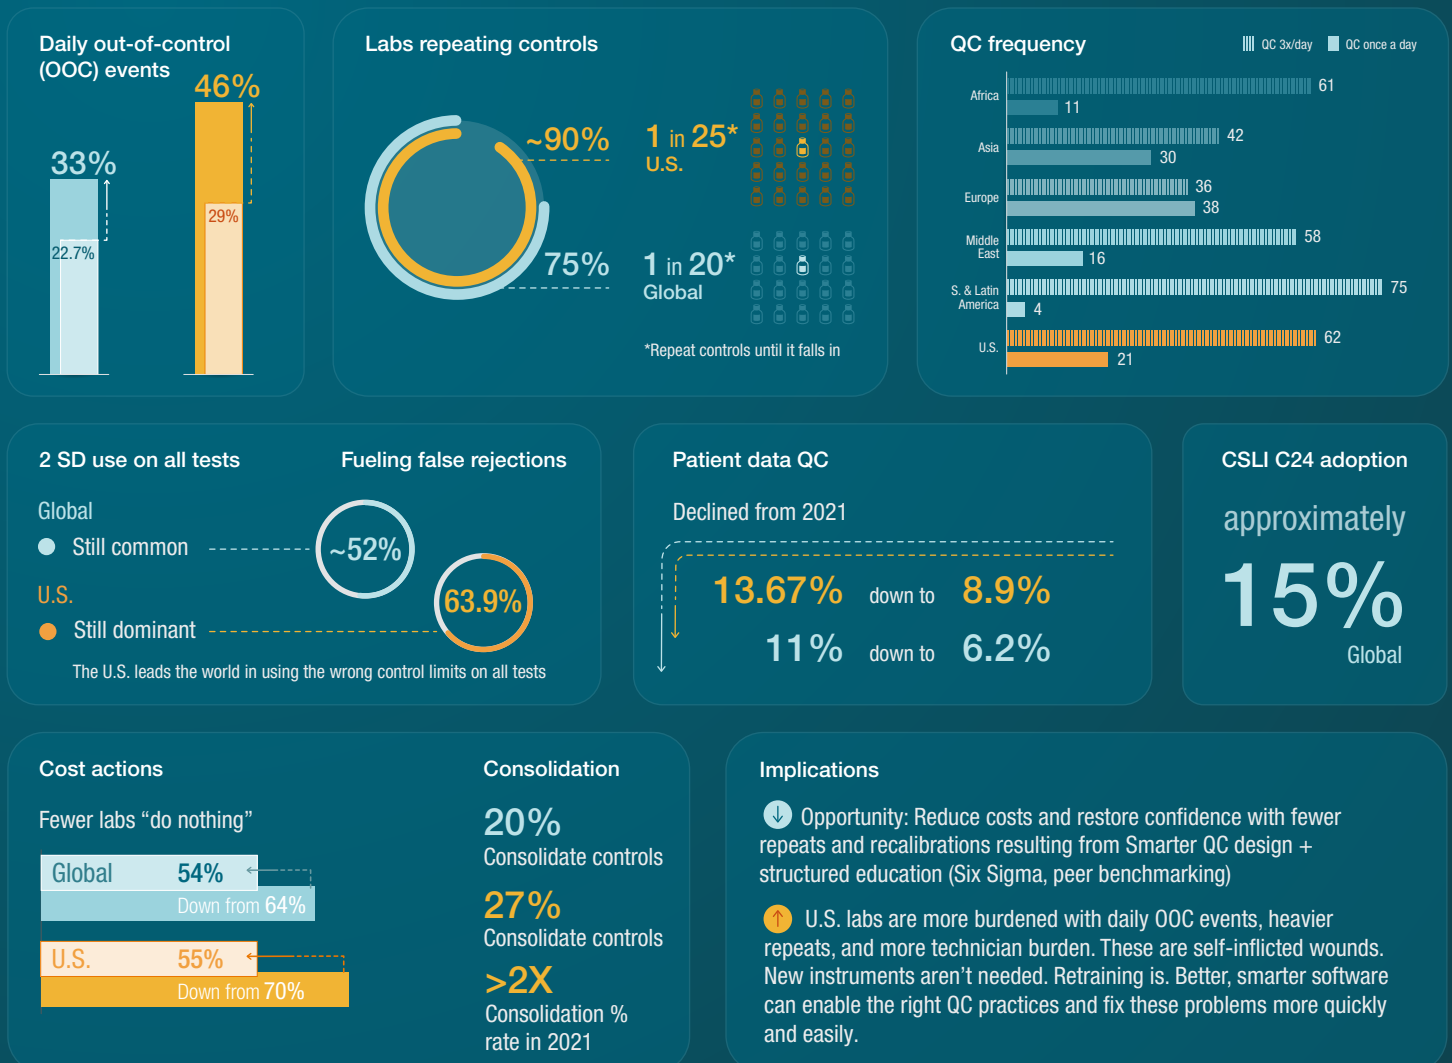 Daily out-of-control
(OOC) events
46%
33%
29%
22.7%
Labs repeating controls
~90%
75%
1 in 25*
U.S.
1 in 20*
Global
*Repeat controls until it falls in
QC frequency
QC 3x/day
QC once a day
Africa
61
11
Asia
42
30
Europe
36
38
Middle
East
58
16
S. & Latin
America
75
4
U.S.
62
21
2 SD use on all tests
Fueling false rejections
Global
Still common
~52%
U.S.
Still dominant
63.9%
The U.S. leads the world in using the wrong control limits on all tests
Patient data QC
Declined from 2021
13.67% down to 8.9%
11% down to 6.2%
CSLI C24 adoption
approximately
15%
Global
Cost actions
Fewer labs “do nothing”
Global 54%
Down from 64%
U.S. 55%
Down from 70%
Consolidation
20%
Consolidate controls
27%
Consolidate controls
>2X
Consolidation %
rate in 2021
Implications
Opportunity: Reduce costs and restore confidence with fewer
repeats and recalibrations resulting from Smarter QC design +
structured education (Six Sigma, peer benchmarking)
U.S. labs are more burdened with daily OOC events, heavier
repeats, and more technician burden. These are self-inflicted wounds.
New instruments aren’t needed. Retraining is. Better, smarter software
can enable the right QC practices and fix these problems more quickly
and easily.